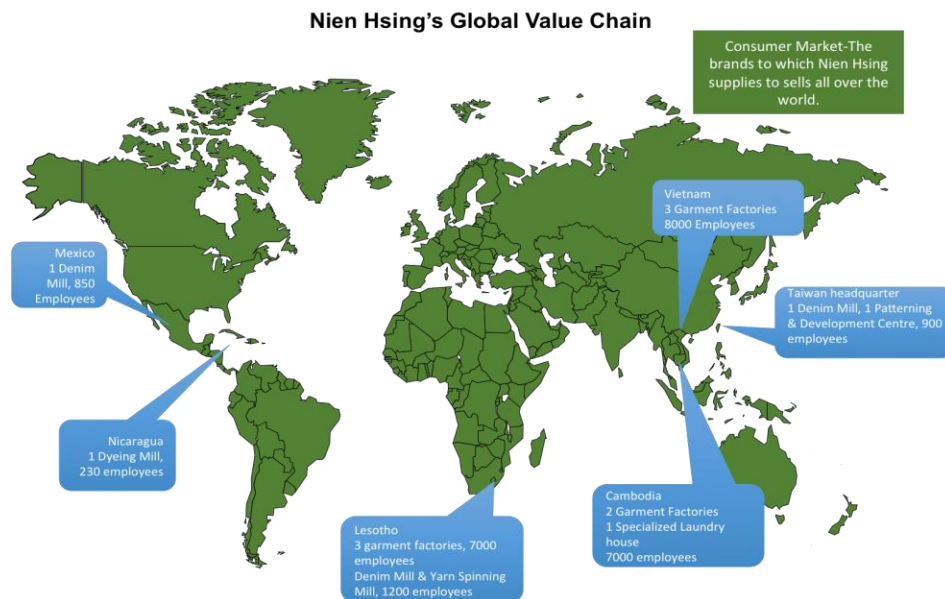 Nien Hsing's Global Value Chain
Consumer Market-The
brands to which Nien Hsing
supplies to sells all over the
world.
Vietnam
3 Garment Factories
8000 Employees
Mexico
1 Denim
Mill, 850
Employees
Taiwan headquarter
1 Denim Mill, 1 Patterning
& Development Centre, 900
employees
Nicaragua
1 Dyeing Mill,
230 employees
Cambodia
2 Garment Factories
1 Specialized Laundry
house
7000 employees
Lesotho
3 garment factories, 7000
employees
Denim Mill & Yarn Spinning
Mill, 1200 employees